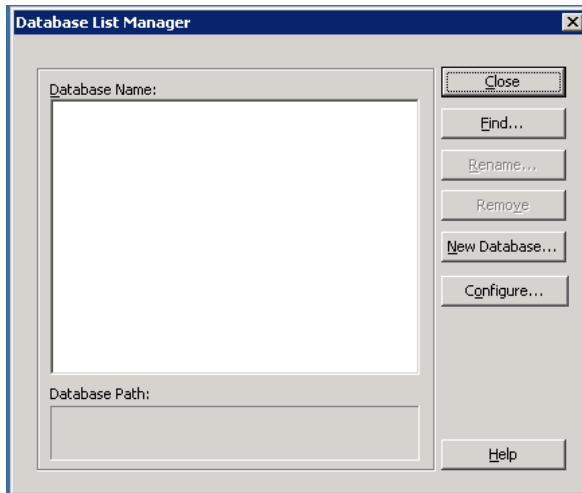 Database List Manager
Database Name:
Close
Find...
Rename...
Remove
New Database...
Configure...
Database Path:
Help